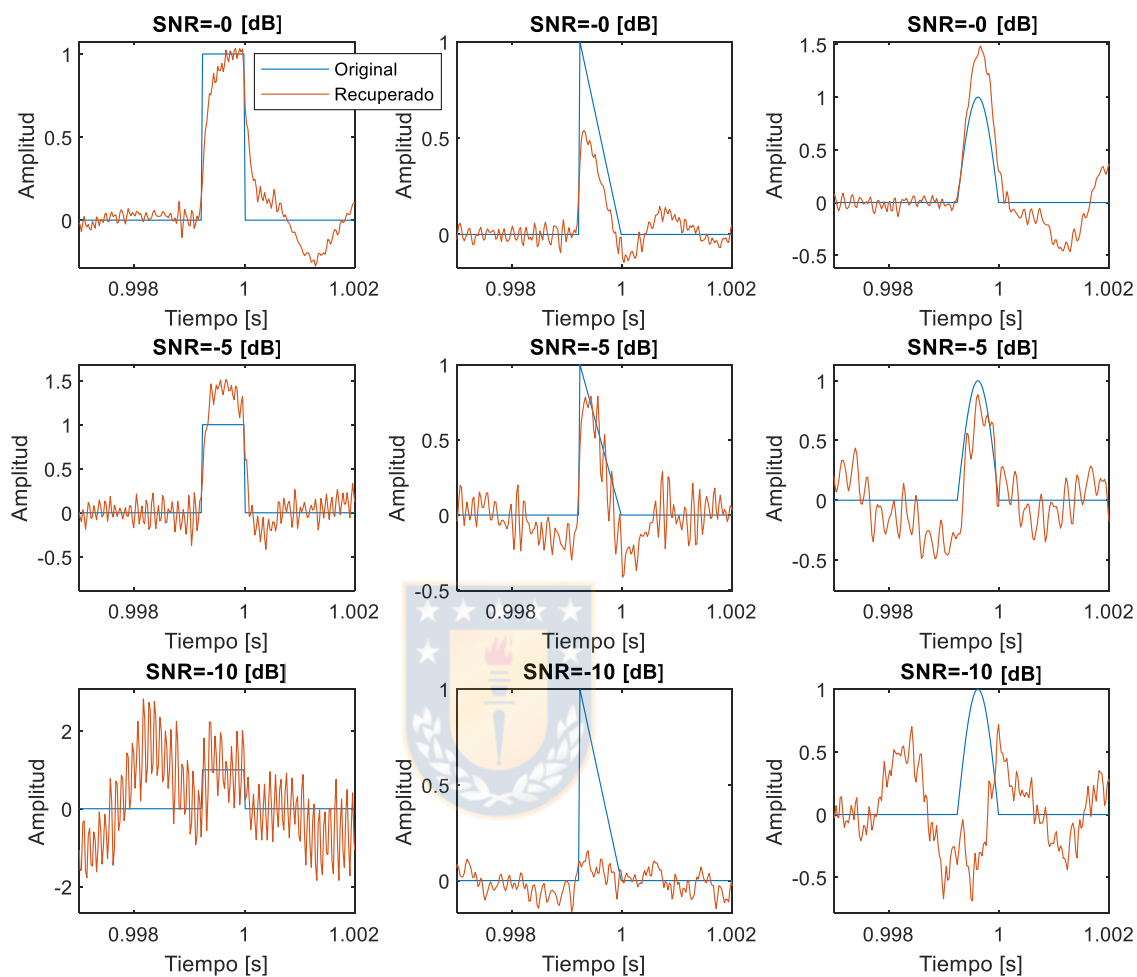 SNR=-0 [dB]
Amplitud
1
0
0.998 1 1.002
Tiempo [s]
Original
Recuperado
SNR=-0 [dB]
Amplitud
1
0.5
0
0.998 1 1.002
Tiempo [s]
SNR=-0 [dB]
Amplitud
1.5
1
0.5
0
-0.5
0.998 1 1.002
Tiempo [s]
SNR=-5 [dB]
Amplitud
1.5
1
0.5
0
-0.5
0.998 1 1.002
Tiempo [s]
SNR=-5 [dB]
Amplitud
1
0.5
0
-0.5
0.998 1 1.002
Tiempo [s]
SNR=-5 [dB]
Amplitud
1
0.5
0
-0.5
0.998 1 1.002
Tiempo [s]
SNR=-10 [dB]
Amplitud
2
0
-2
0.998 1 1.002
Tiempo [s]
SNR=-10 [dB]
Amplitud
1
0.5
0
0.998 1 1.002
Tiempo [s]
SNR=-10 [dB]
Amplitud
1
0.5
0
-0.5
0.998 1 1.002
Tiempo [s]